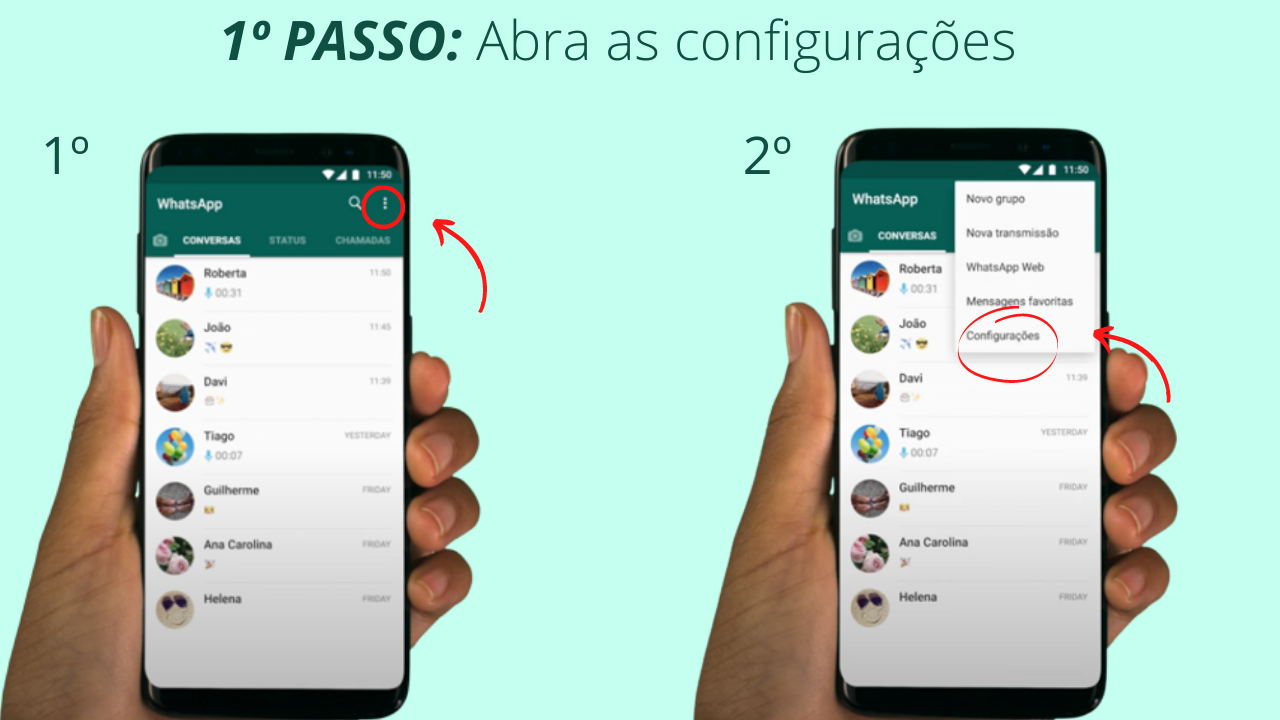 1º PASSO: Abra as configurações
1º
11:50
WhatsApp
CONVERSAS STATUS CHAMADAS
Roberta 11:50
00:31
João 11:45
Davi 11:39
Tiago YESTERDAY
00:07
Guilherme FRIDAY
Ana Carolina FRIDAY
Helena FRIDAY
2º
11:50
WhatsApp
Novo grupo
Nova transmissão
WhatsApp Web
Mensagens favoritas
Configurações
CONVERSAS
Roberta
00:31
João
Davi 11:39
Tiago YESTERDAY
00:07
Guilherme FRIDAY
Ana Carolina FRIDAY
Helena FRIDAY